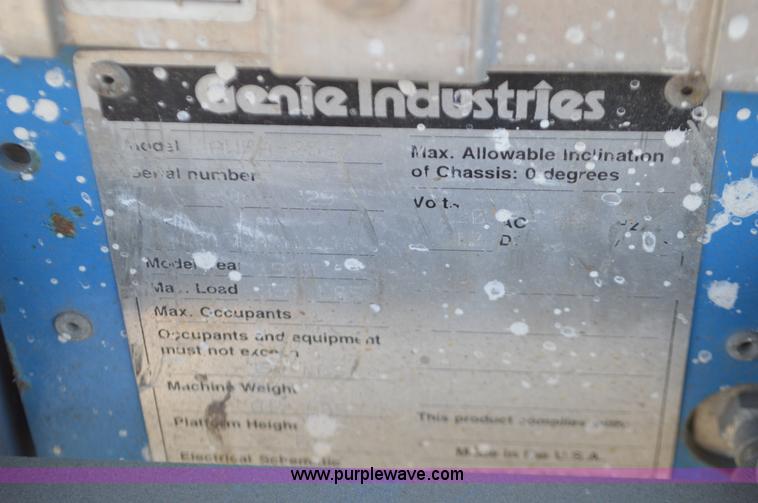 Genie Industries
Model
Serial number
Max. Allowable Inclination
of Chassis: 0 degrees
Volts
AC
Model Year
Max. Load
Max. Occupants
Occupants and equipment
must not exceed
Machine Weight
Platform Height
This product complies
Electrical Schematic
Made in the U.S.A.
www.purplewave.com